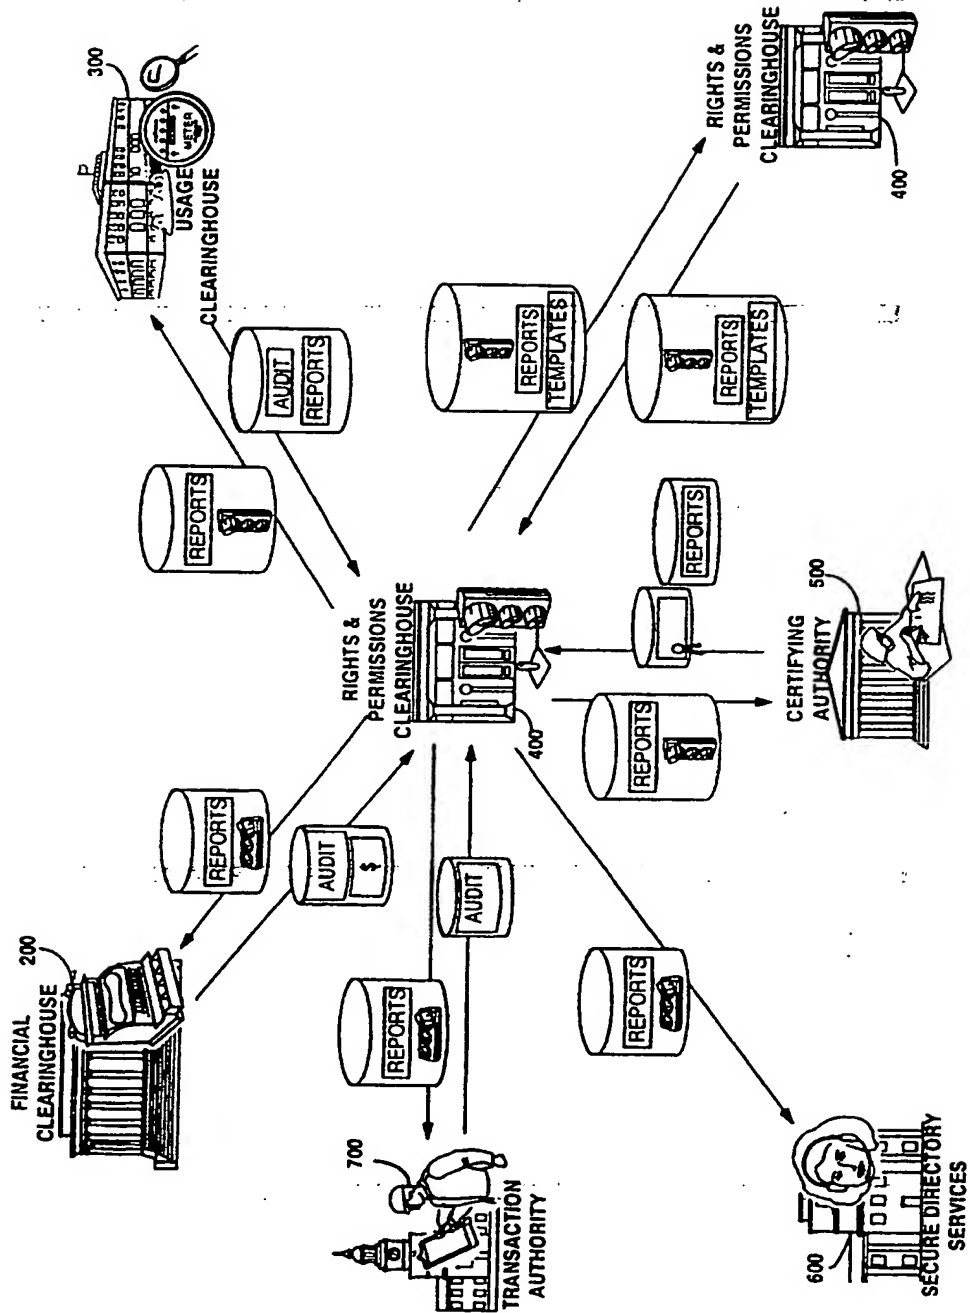 FINANCIAL
CLEARINGHOUSE
200
REPORTS
AUDIT
$
300
USAGE
CLEARINGHOUSE
METER
REPORTS
AUDIT
REPORTS
700
TRANSACTION
AUTHORITY
REPORTS
AUDIT
RIGHTS &
PERMISSIONS
CLEARINGHOUSE
400
REPORTS
TEMPLATES
REPORTS
TEMPLATES
RIGHTS &
PERMISSIONS
CLEARINGHOUSE
400
600
SECURE DIRECTORY
SERVICES
REPORTS
REPORTS
REPORTS
CERTIFYING
AUTHORITY
500